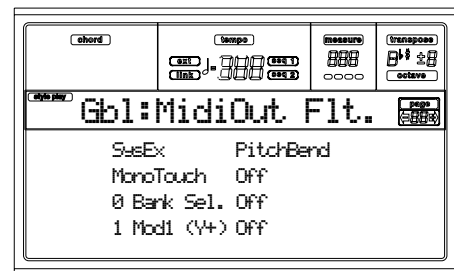 chord tempo measure transpose
ext seq 1
link seq 2
octave
style play
Gbl:MidiOut Flt.
page
SysEx PitchBend
MonoTouch Off
0 Bank Sel. Off
1 Mod1 (Y+) Off